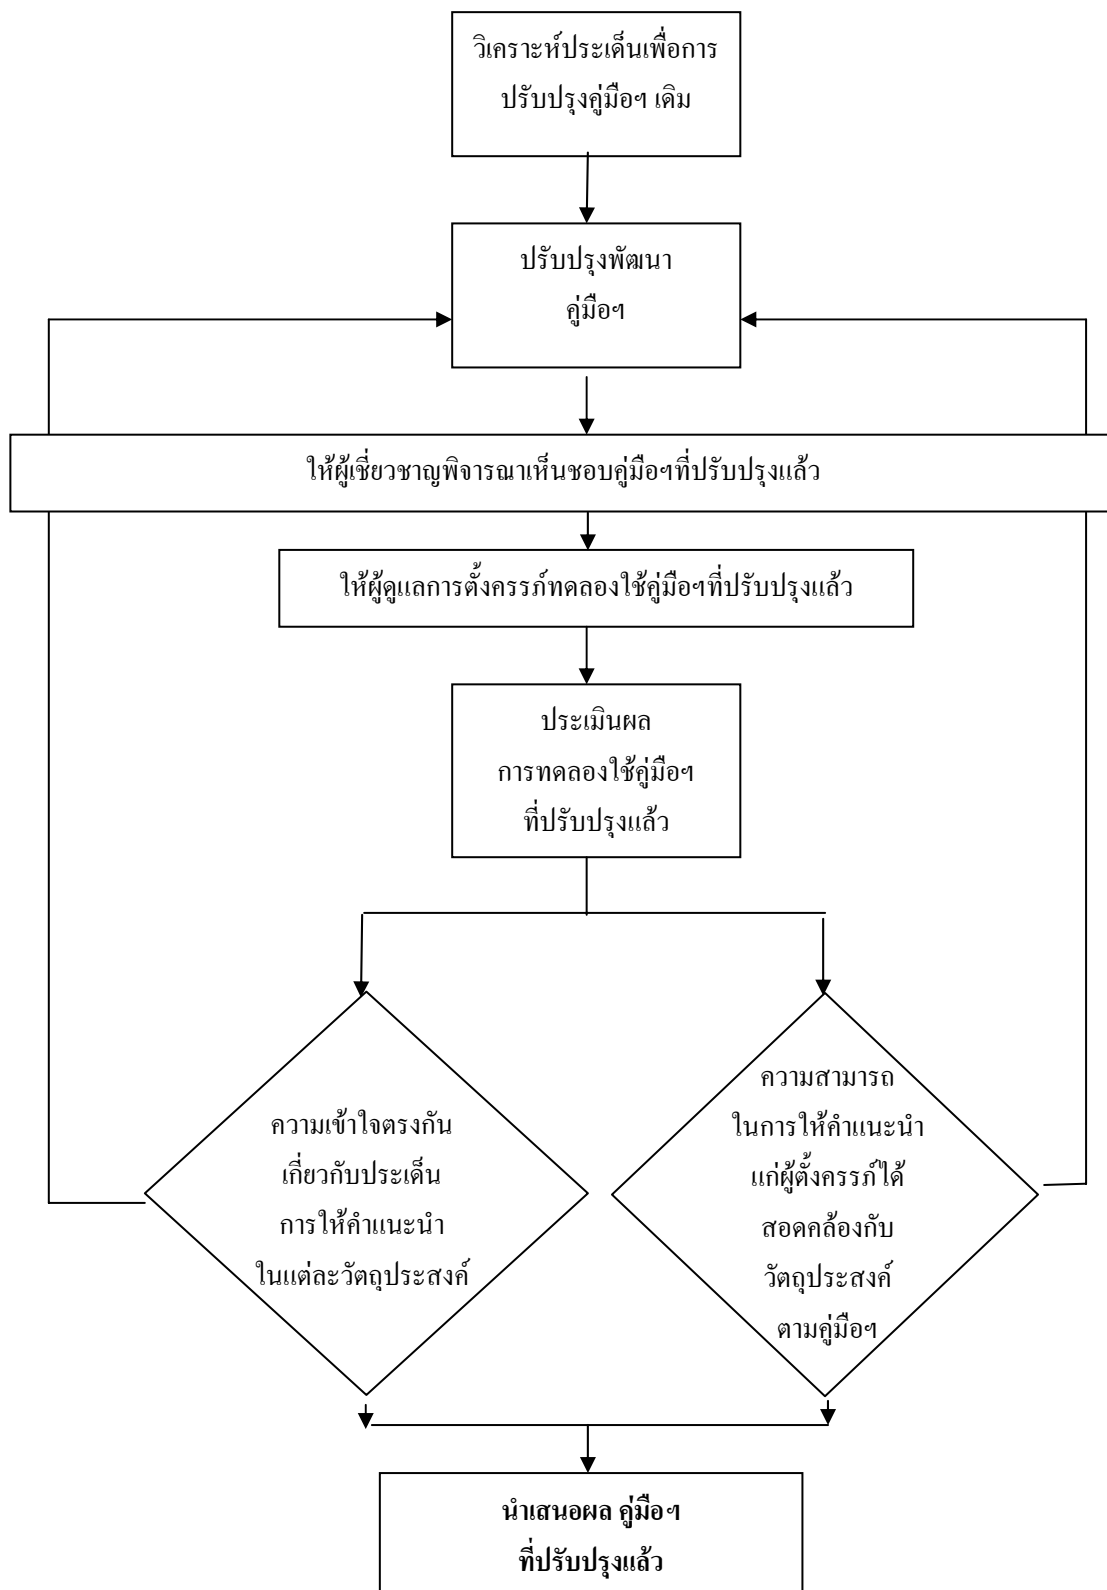 วิเคราะห์ประเด็นเพื่อการ
ปรับปรุงคู่มือฯ เดิม
ปรับปรุงพัฒนา
คู่มือฯ
ให้ผู้เชี่ยวชาญพิจารณาเห็นชอบคู่มือฯที่ปรับปรุงแล้ว
ให้ผู้ดูแลการตั้งครรภ์ทดลองใช้คู่มือฯที่ปรับปรุงแล้ว
ประเมินผล
การทดลองใช้คู่มือฯ
ที่ปรับปรุงแล้ว
ความเข้าใจตรงกัน
เกี่ยวกับประเด็น
การให้คำแนะนำ
ในแต่ละวัตถุประสงค์
ความสามารถ
ในการให้คำแนะนำ
แก่ผู้ตั้งครรภ์ได้
สอดคล้องกับ
วัตถุประสงค์
ตามคู่มือฯ
นำเสนอผล คู่มือฯ
ที่ปรับปรุงแล้ว